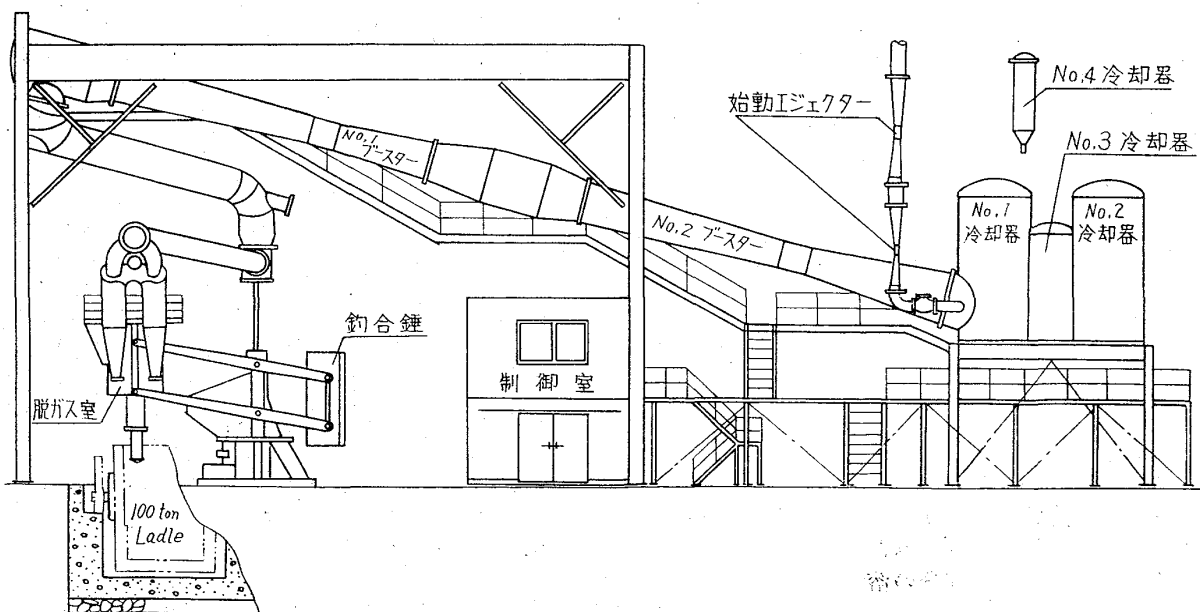 No.4 冷却器
始動エジェクター
No.3 冷却器
No.1
ブースター
No.2 ブースター
No.1
冷却器
No.2
冷却器
釣合錘
制御室
脱ガス室
100 ton
Ladle